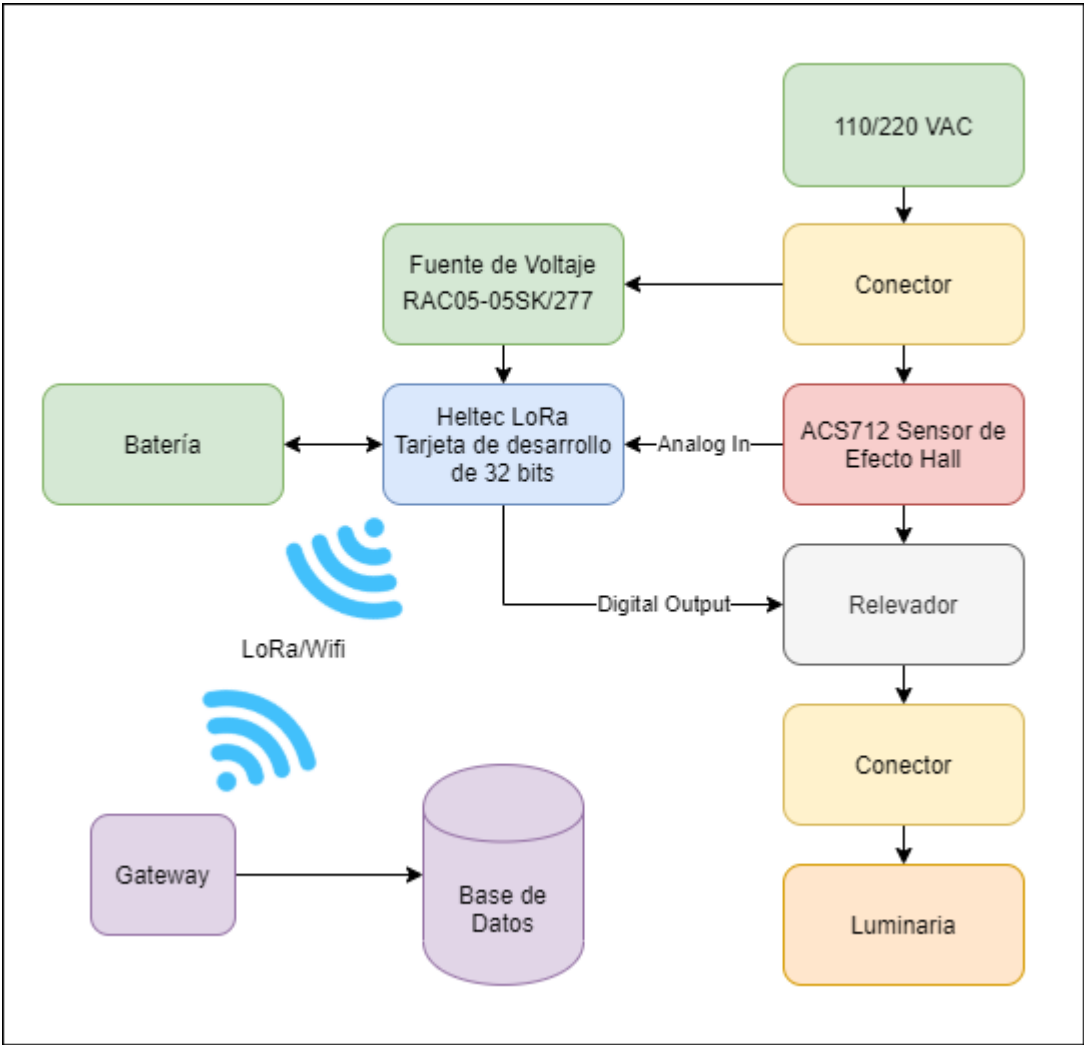 110/220 VAC
Fuente de Voltaje
RAC05-05SK/277
Conector
Batería
Heltec LoRa
Tarjeta de desarrollo
de 32 bits
Analog In
ACS712 Sensor de
Efecto Hall
Digital Output
Relevador
LoRa/Wifi
Conector
Gateway
Base de
Datos
Luminaria